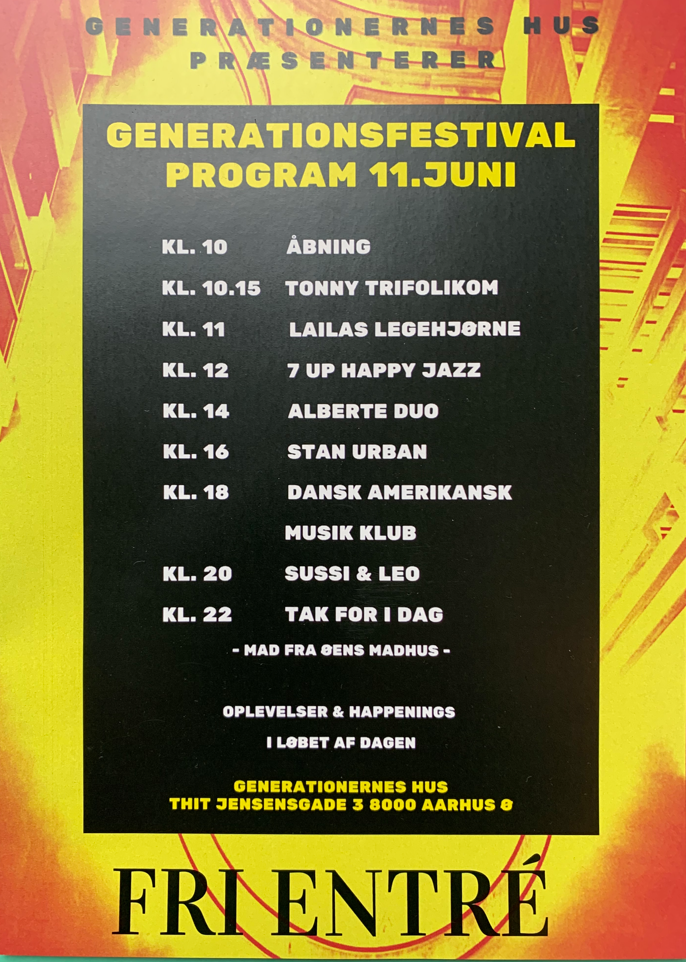 GENERATIONERNES HUS
PRÆSENTERER
GENERATIONSFESTIVAL
PROGRAM 11.JUNI
KL. 10 ÅBNING
KL. 10.15 TONNY TRIFOLIKOM
KL. 11 LAILAS LEGEHJØRNE
KL. 12 7 UP HAPPY JAZZ
KL. 14 ALBERTE DUO
KL. 16 STAN URBAN
KL. 18 DANSK AMERIKANSK
MUSIK KLUB
KL. 20 SUSSI & LEO
KL. 22 TAK FOR I DAG
- MAD FRA ØENS MADHUS -
OPLEVELSER & HAPPENINGS
I LØBET AF DAGEN
GENERATIONERNES HUS
THIT JENSENSGADE 3 8000 AARHUS Ø
FRI ENTRÉ